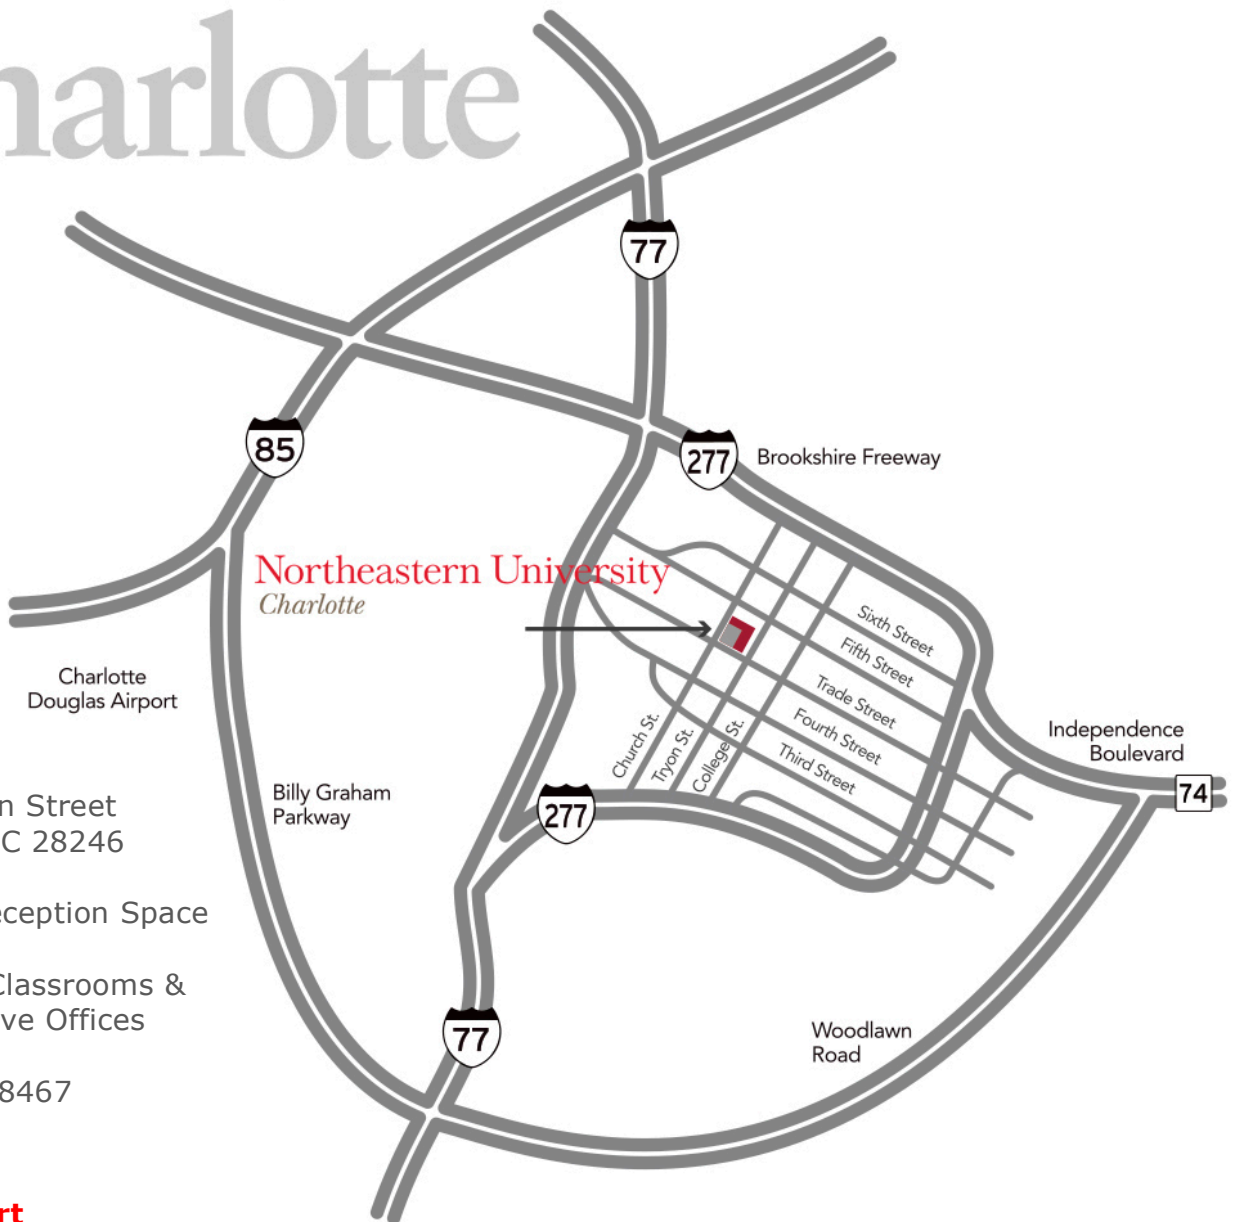 harlotte
77
85
277
Brookshire Freeway
Northeastern University
Charlotte
Sixth Street
Fifth Street
Trade Street
Fourth Street
Third Street
Church St.
Tryon St.
College St.
Charlotte
Douglas Airport
Independence
Boulevard
74
Billy Graham
Parkway
277
n Street
C 28246
eception Space
Classrooms &
ve Offices
77
Woodlawn
Road
8467
rt